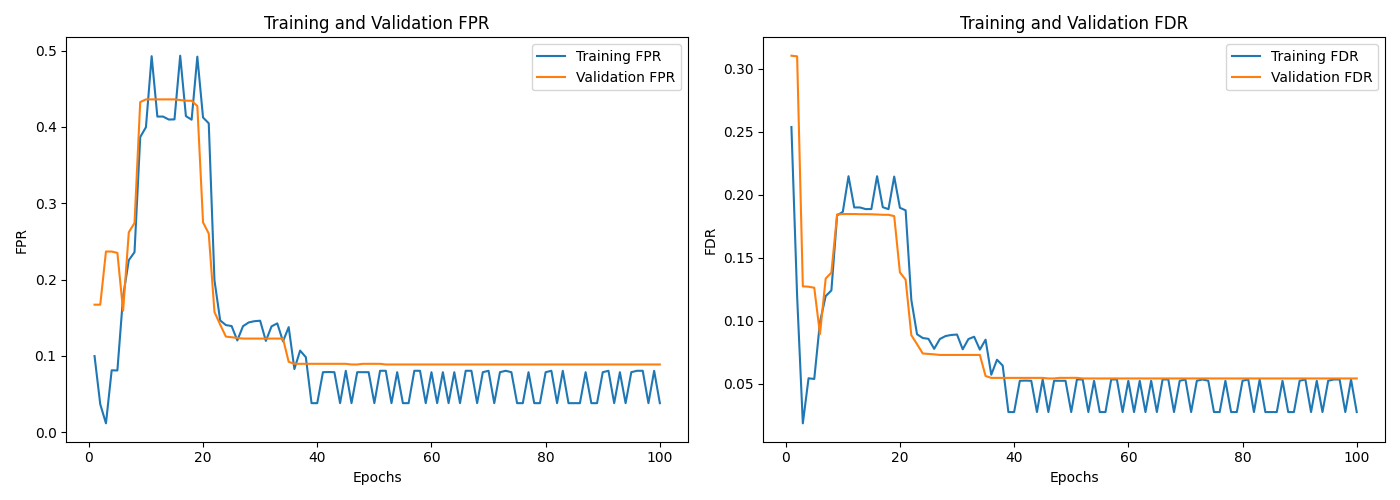 Training and Validation FPR
Training FPR
Validation FPR
0.5
0.4
0.3
0.2
0.1
0.0
FPR
0 20 40 60 80 100
Epochs
Training and Validation FDR
Training FDR
Validation FDR
0.30
0.25
0.20
0.15
0.10
0.05
FDR
0 20 40 60 80 100
Epochs